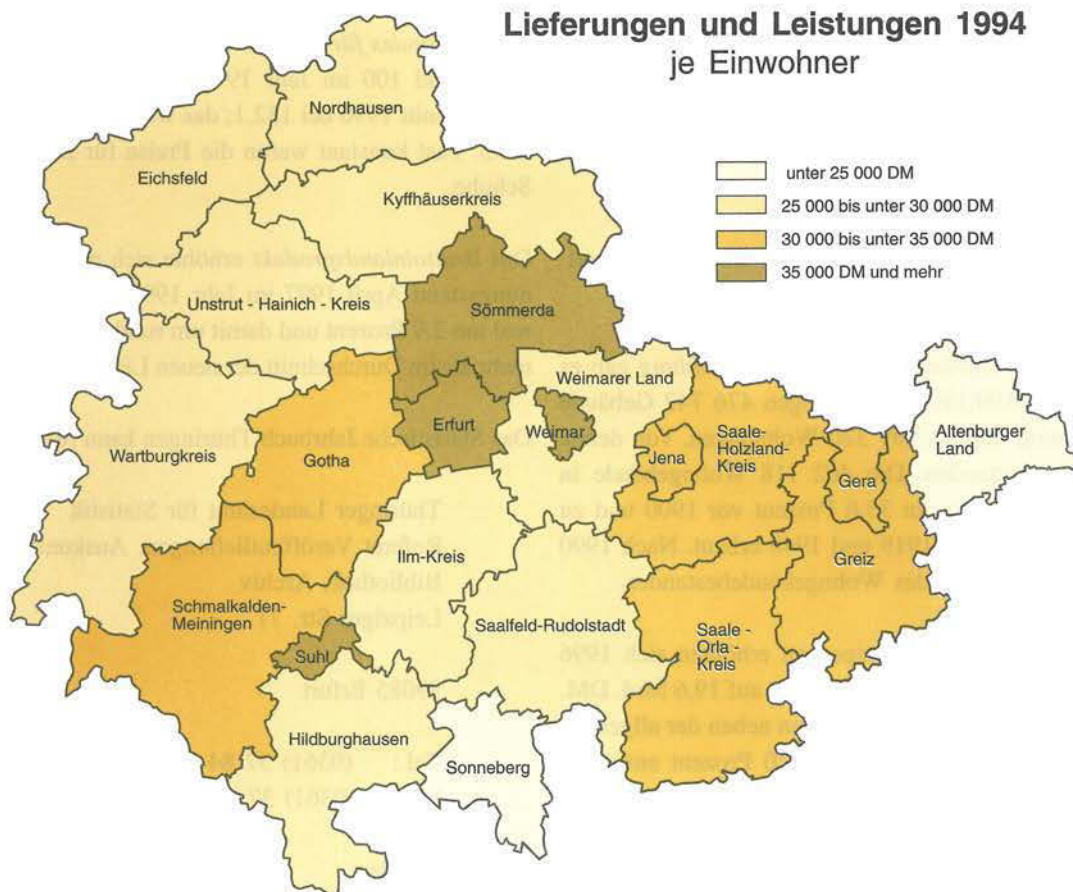 Lieferungen und Leistungen 1994
je Einwohner
unter 25 000 DM
25 000 bis unter 30 000 DM
30 000 bis unter 35 000 DM
35 000 DM und mehr
Nordhausen
Eichsfeld
Kyffhäuserkreis
Unstrut - Hainich - Kreis
Sömmerda
Weimarer Land
Wartburgkreis
Gotha
Erfurt
Weimar
Jena
Saale-
Holzland-
Kreis
Gera
Altenburger
Land
Greiz
Ilm-Kreis
Schmalkalden-
Meiningen
Suhl
Saalfeld-Rudolstadt
Saale -
Orla -
Kreis
Hildburghausen
Sonneberg